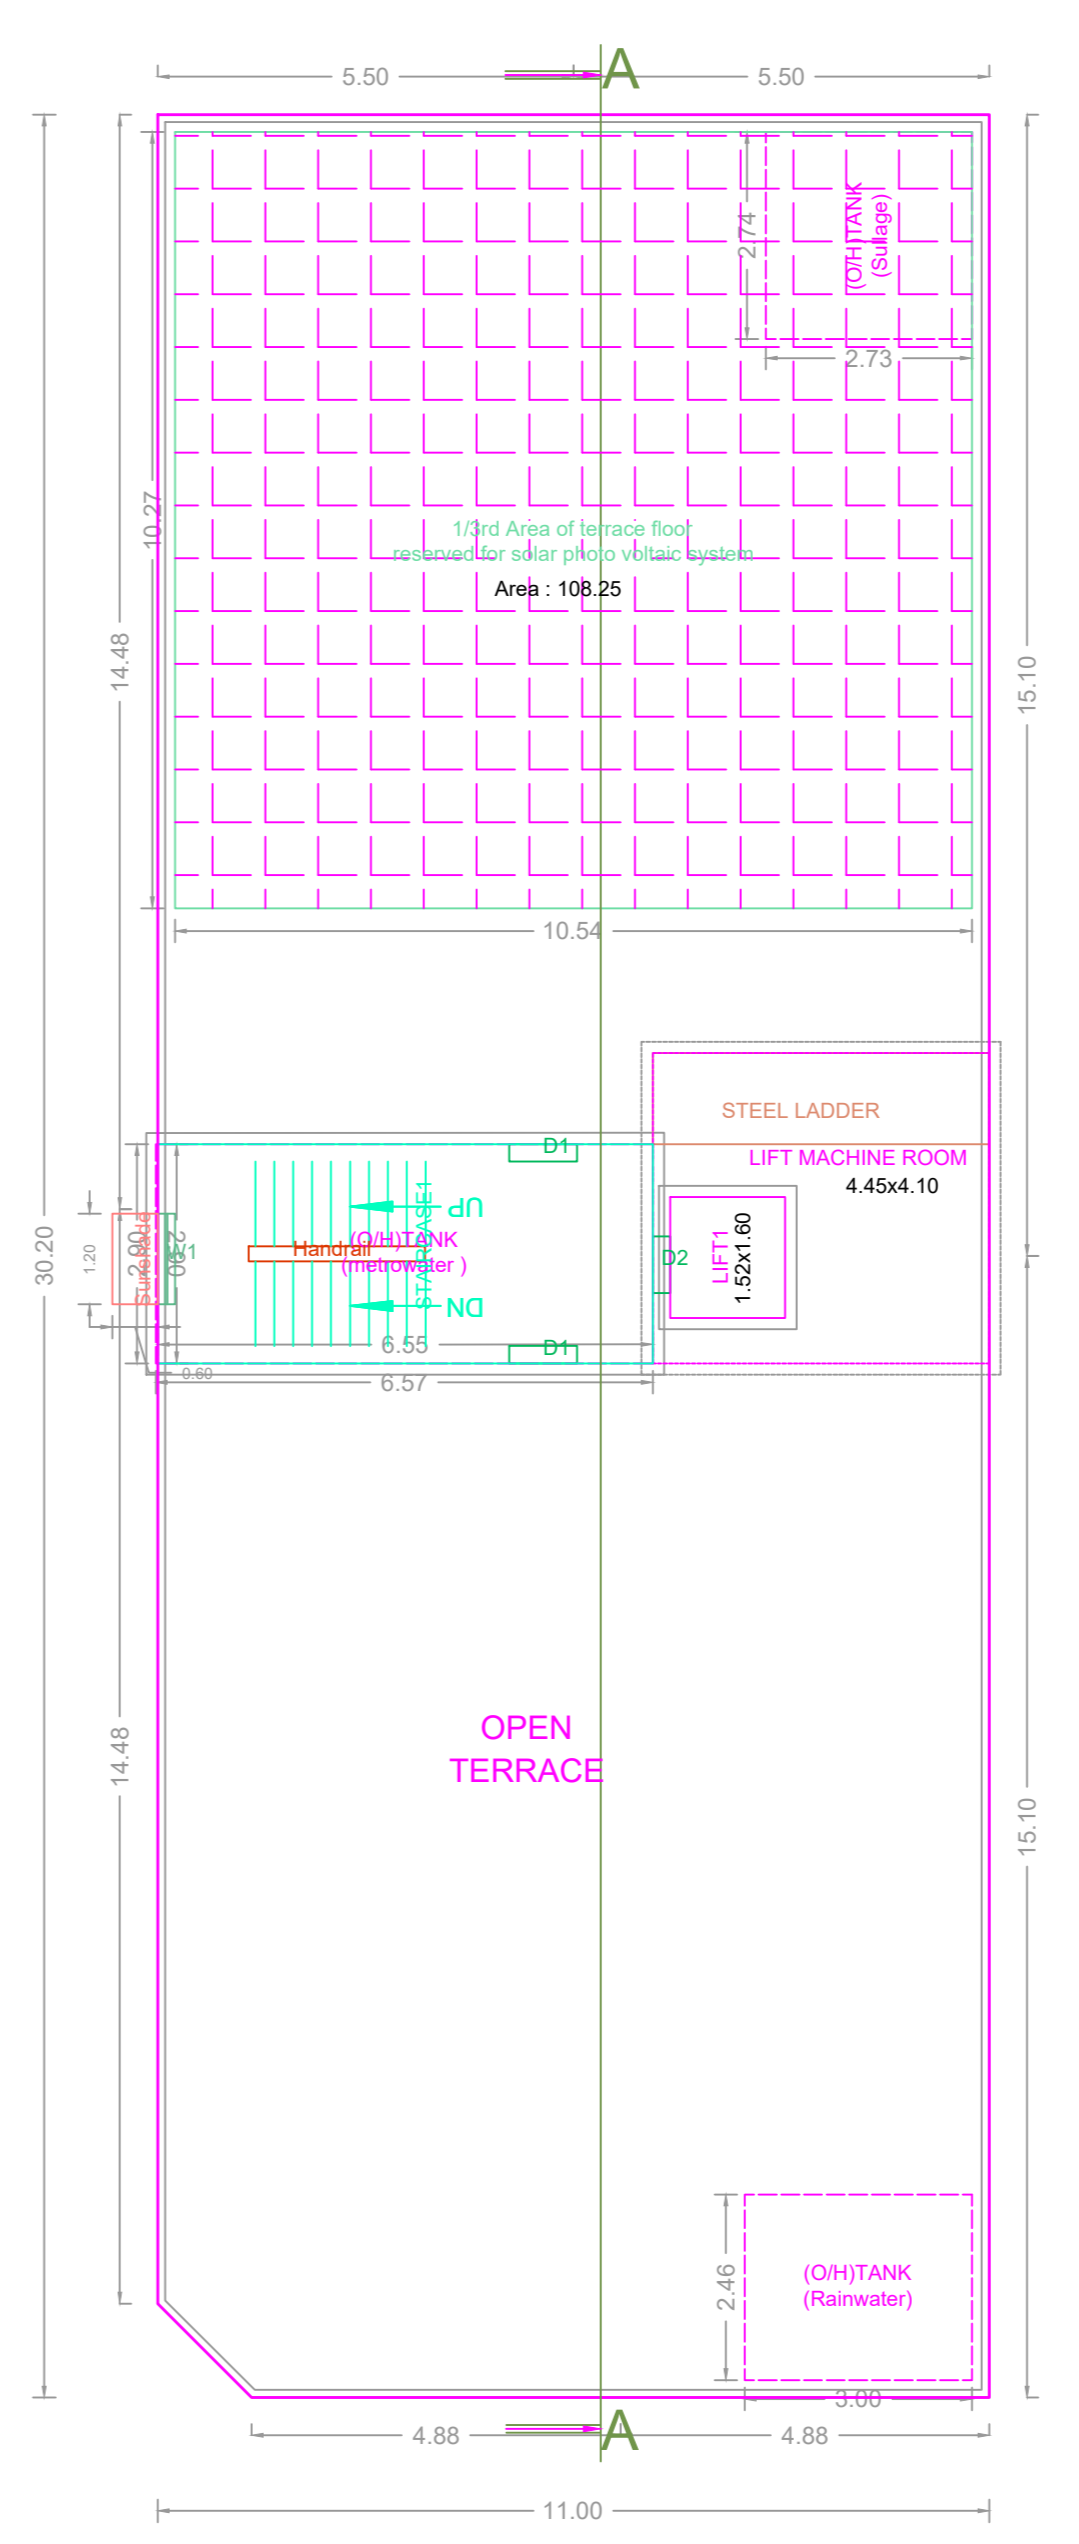 A
5.50
5.50
(O/H)TANK
(Sullage)
2.74
2.73
10.27
1/3rd Area of terrace floor
reserved for solar photo voltaic system
Area : 108.25
14.48
15.10
10.54
STEEL LADDER
D1
LIFT MACHINE ROOM
4.45x4.10
UP
STAIRCASE1
(O/H)TANK
(metrowater )
Handrail
Sunshade
W1
2.90
2.90
1.20
30.20
LIFT1
1.52x1.60
D2
DN
D1
6.55
0.60
6.57
OPEN
TERRACE
14.48
15.10
(O/H)TANK
(Rainwater)
2.46
3.00
A
4.88
4.88
11.00